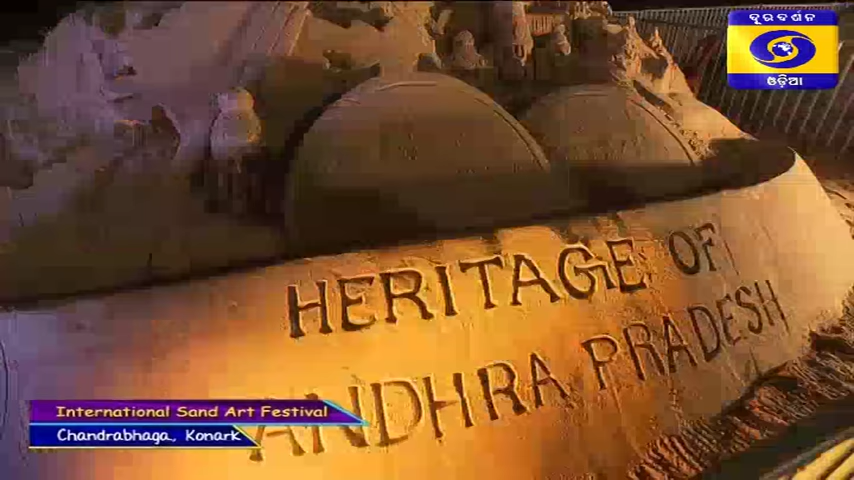 ଦୂରଦର୍ଶନ
ଓଡ଼ିଆ
HERITAGE OF
ANDHRA PRADESH
International Sand Art Festival
Chandrabhaga, Konark